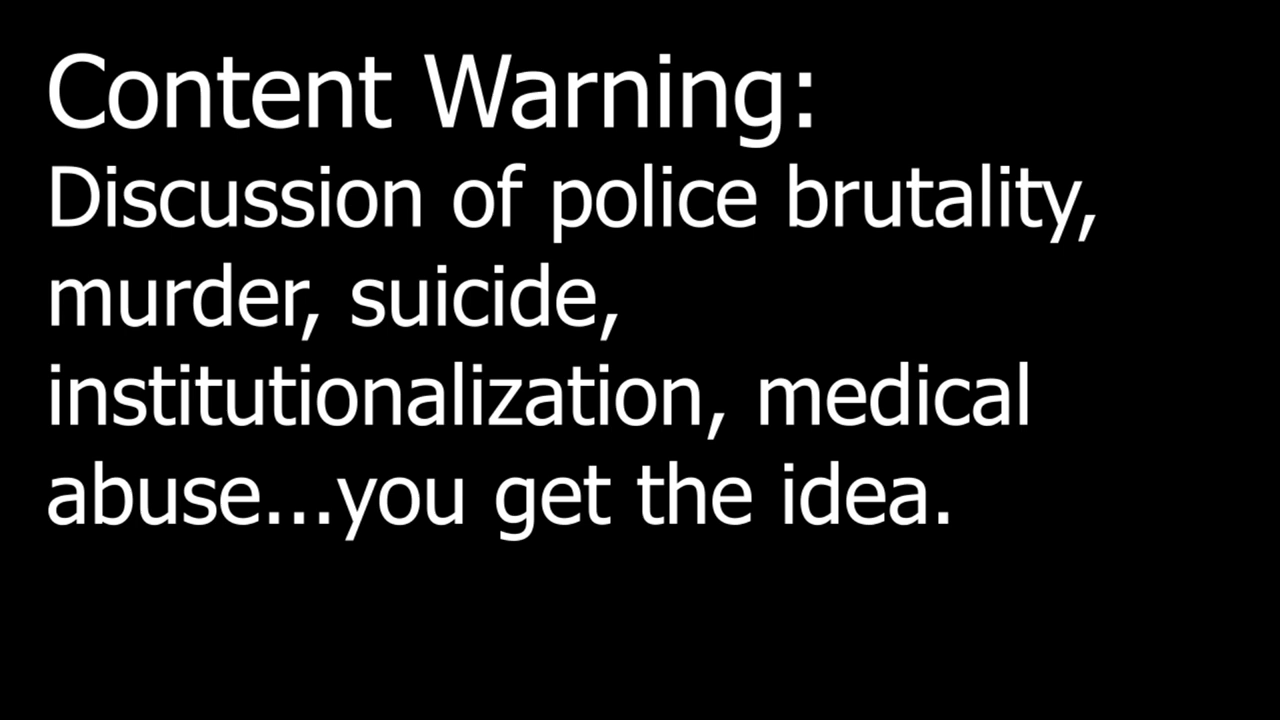 Content Warning:
Discussion of police brutality,
murder, suicide,
institutionalization, medical
abuse...you get the idea.